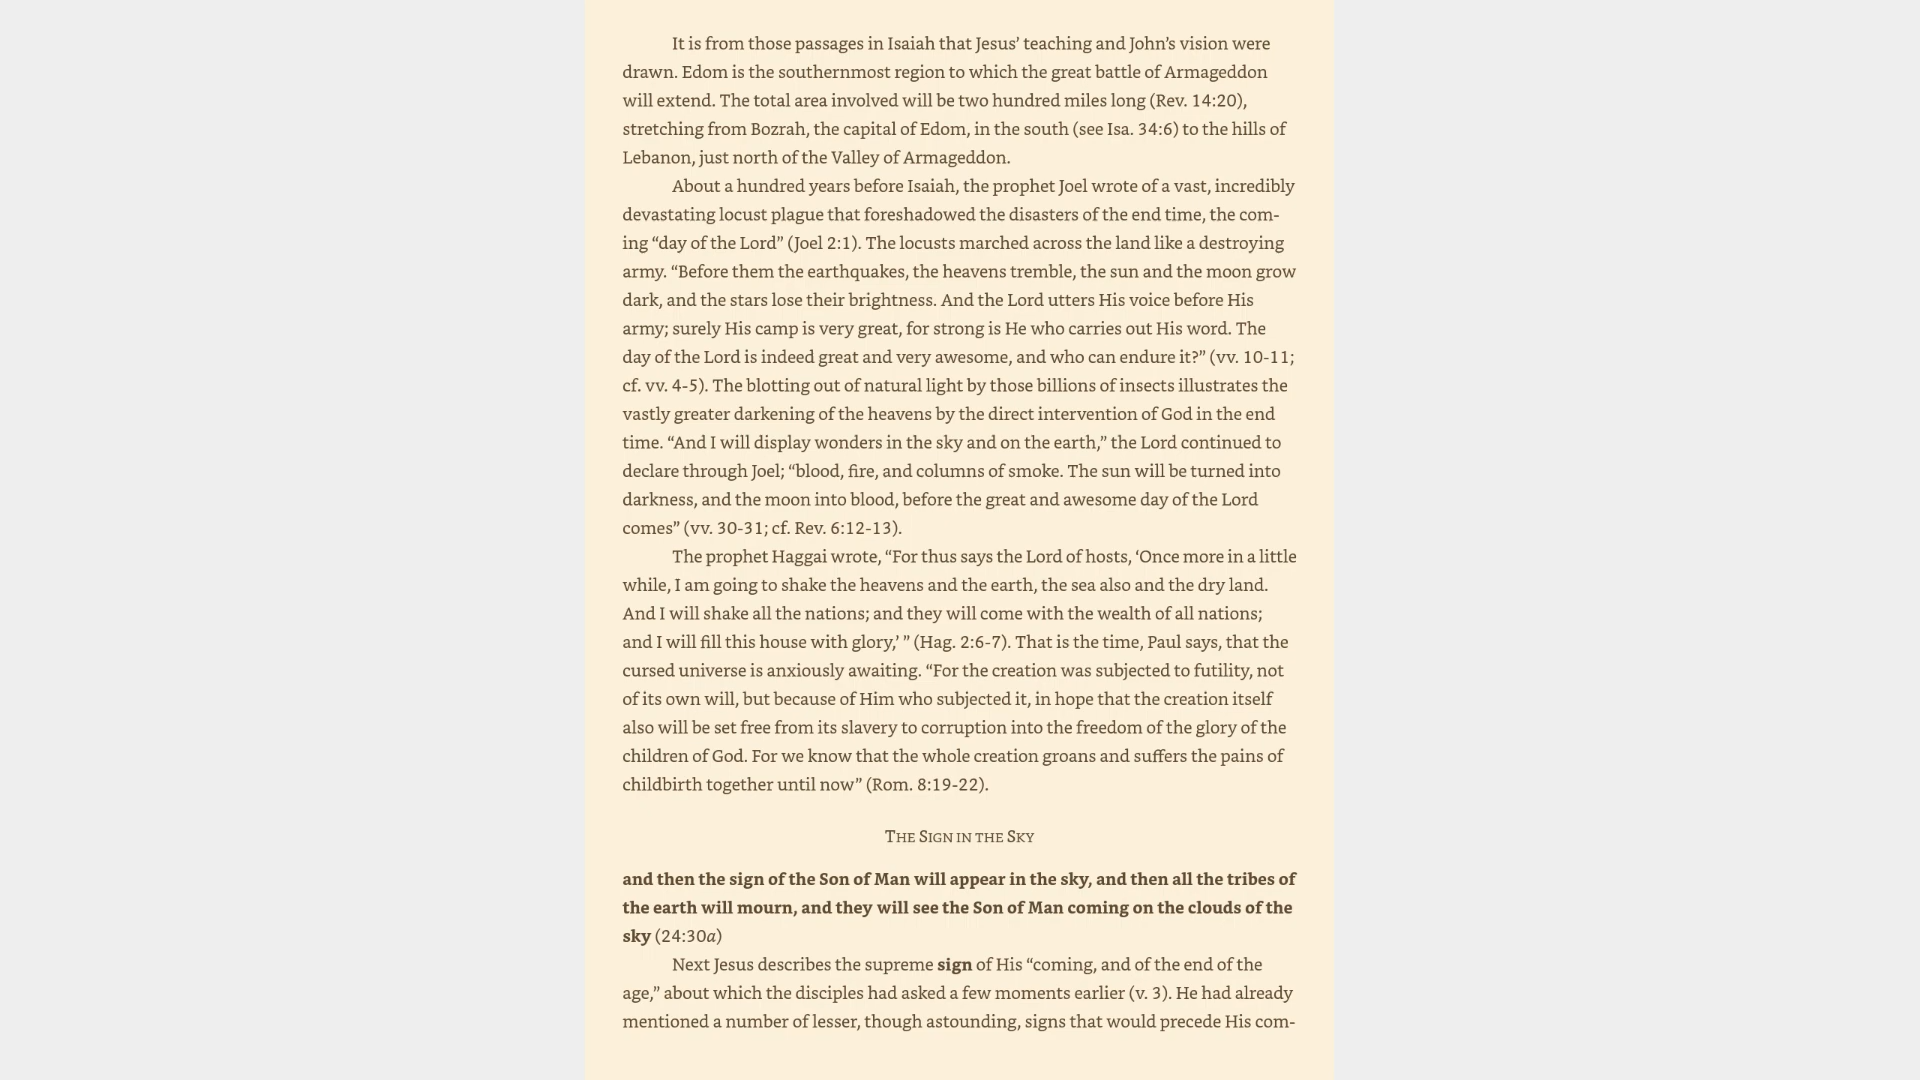 It is from those passages in Isaiah that Jesus’ teaching and John’s vision were
drawn. Edom is the southernmost region to which the great battle of Armageddon
will extend. The total area involved will be two hundred miles long (Rev. 14:20),
stretching from Bozrah, the capital of Edom, in the south (see Isa. 34:6) to the hills of
Lebanon, just north of the Valley of Armageddon.
About a hundred years before Isaiah, the prophet Joel wrote of a vast, incredibly
devastating locust plague that foreshadowed the disasters of the end time, the com-
ing “day of the Lord” (Joel 2:1). The locusts marched across the land like a destroying
army. “Before them the earthquakes, the heavens tremble, the sun and the moon grow
dark, and the stars lose their brightness. And the Lord utters His voice before His
army; surely His camp is very great, for strong is He who carries out His word. The
day of the Lord is indeed great and very awesome, and who can endure it?” (vv. 10-11;
cf. vv. 4-5). The blotting out of natural light by those billions of insects illustrates the
vastly greater darkening of the heavens by the direct intervention of God in the end
time. “And I will display wonders in the sky and on the earth,” the Lord continued to
declare through Joel; “blood, fire, and columns of smoke. The sun will be turned into
darkness, and the moon into blood, before the great and awesome day of the Lord
comes” (vv. 30-31; cf. Rev. 6:12-13).
The prophet Haggai wrote, “For thus says the Lord of hosts, ‘Once more in a little
while, I am going to shake the heavens and the earth, the sea also and the dry land.
And I will shake all the nations; and they will come with the wealth of all nations;
and I will fill this house with glory,’ ” (Hag. 2:6-7). That is the time, Paul says, that the
cursed universe is anxiously awaiting. “For the creation was subjected to futility, not
of its own will, but because of Him who subjected it, in hope that the creation itself
also will be set free from its slavery to corruption into the freedom of the glory of the
children of God. For we know that the whole creation groans and suffers the pains of
childbirth together until now” (Rom. 8:19-22).
The Sign in the Sky
and then the sign of the Son of Man will appear in the sky, and then all the tribes of
the earth will mourn, and they will see the Son of Man coming on the clouds of the
sky (24:30a)
Next Jesus describes the supreme sign of His “coming, and of the end of the
age,” about which the disciples had asked a few moments earlier (v. 3). He had already
mentioned a number of lesser, though astounding, signs that would precede His com-